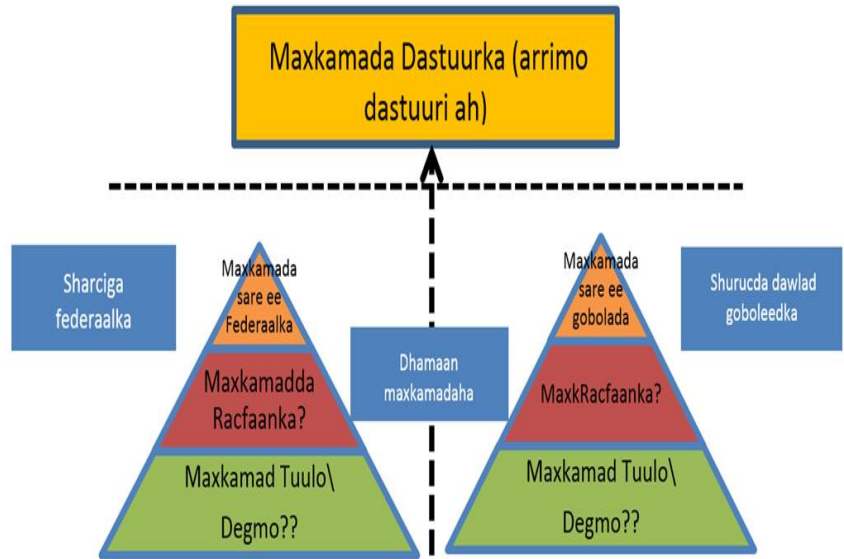 Maxkamada Dastuurka (arrimo
dastuuri ah)
Sharciga
federaalka
Maxkamada
sare ee
Federaalka
Maxkamadda
Racfaanka?
Maxkamad Tuulo\
Degmo??
Dhamaan
maxkamadaha
Maxkamada
sare ee
gobolada
MaxkRacfaanka?
Maxkamad Tuulo\
Degmo??
Shurucda dawlad
goboleedka